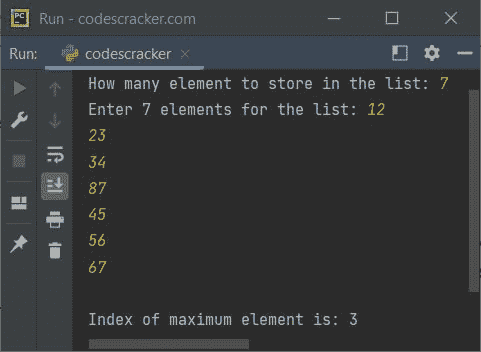 PC
Run - codescracker.com
Run:
codescracker
How many element to store in the list: 7
Enter 7 elements for the list: 12
23
34
87
45
56
67
Index of maximum element is: 3